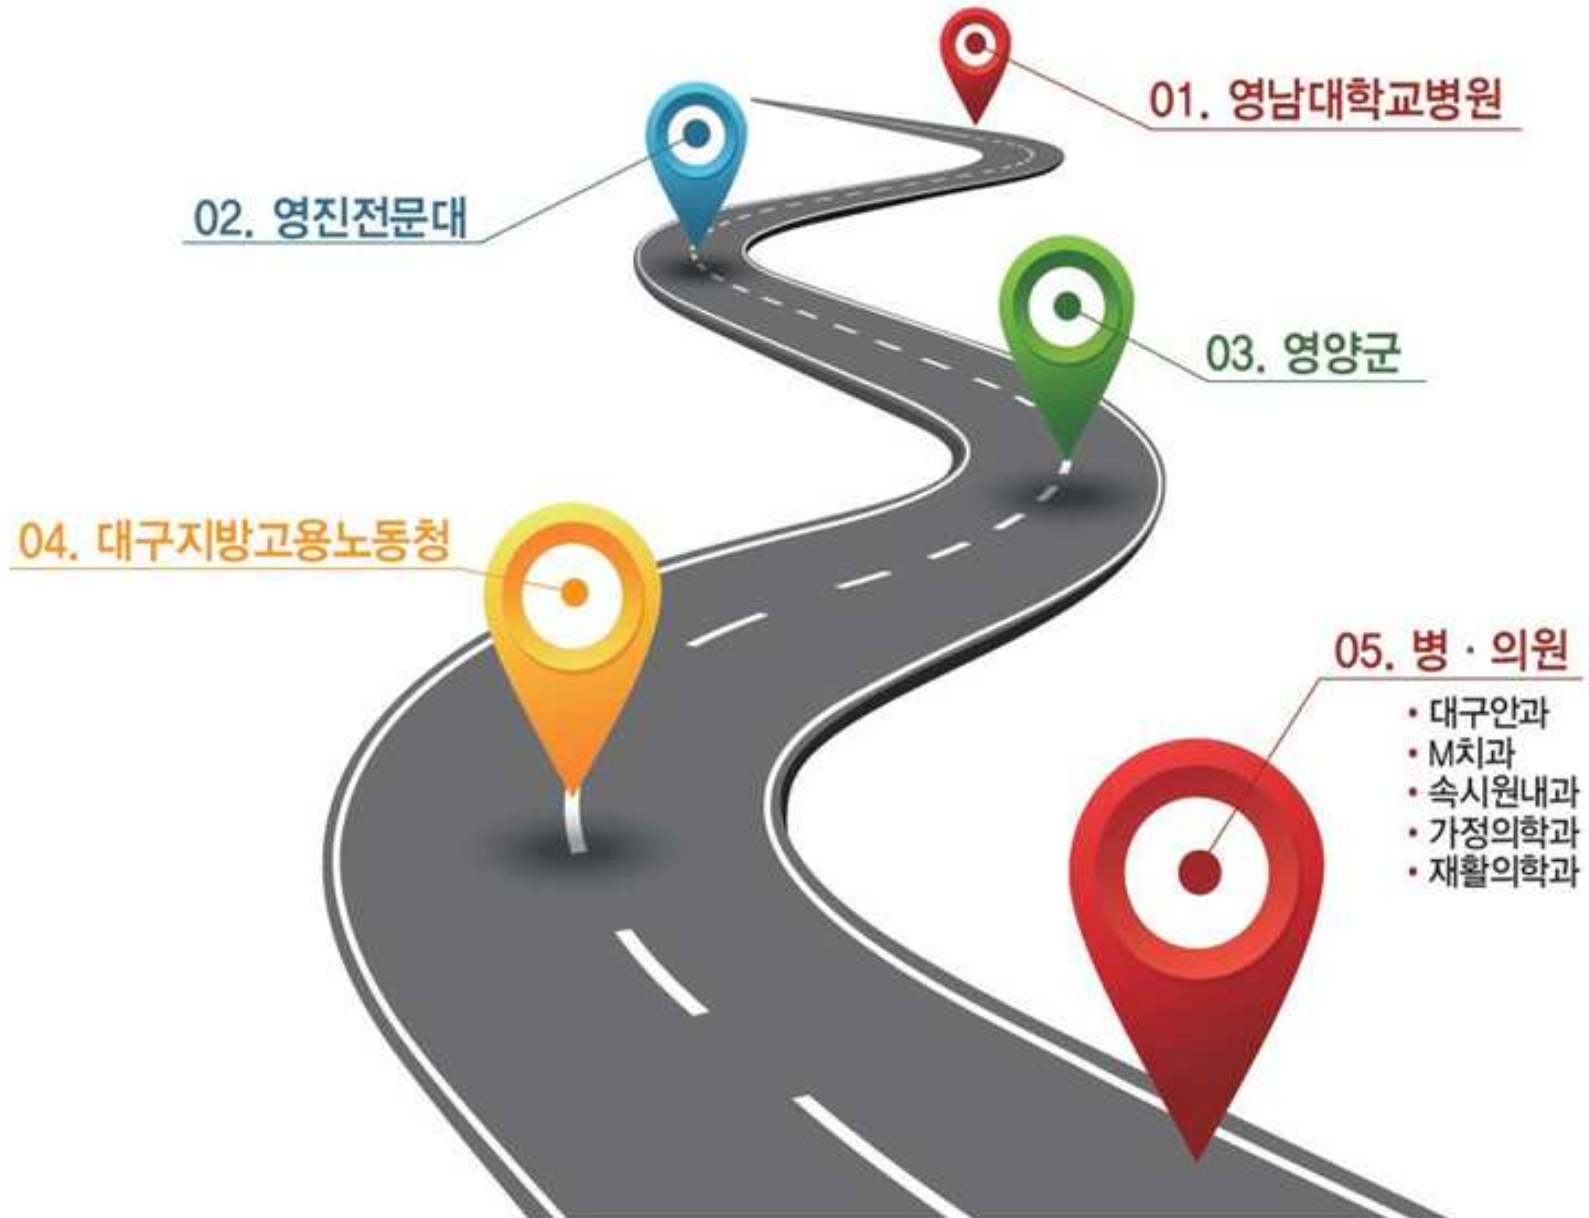 01. 영남대학교병원
02. 영진전문대
03. 영양군
04. 대구지방고용노동청
05. 병 · 의원
• 대구안과
• M치과
• 속시원내과
• 가정의학과
• 재활의학과